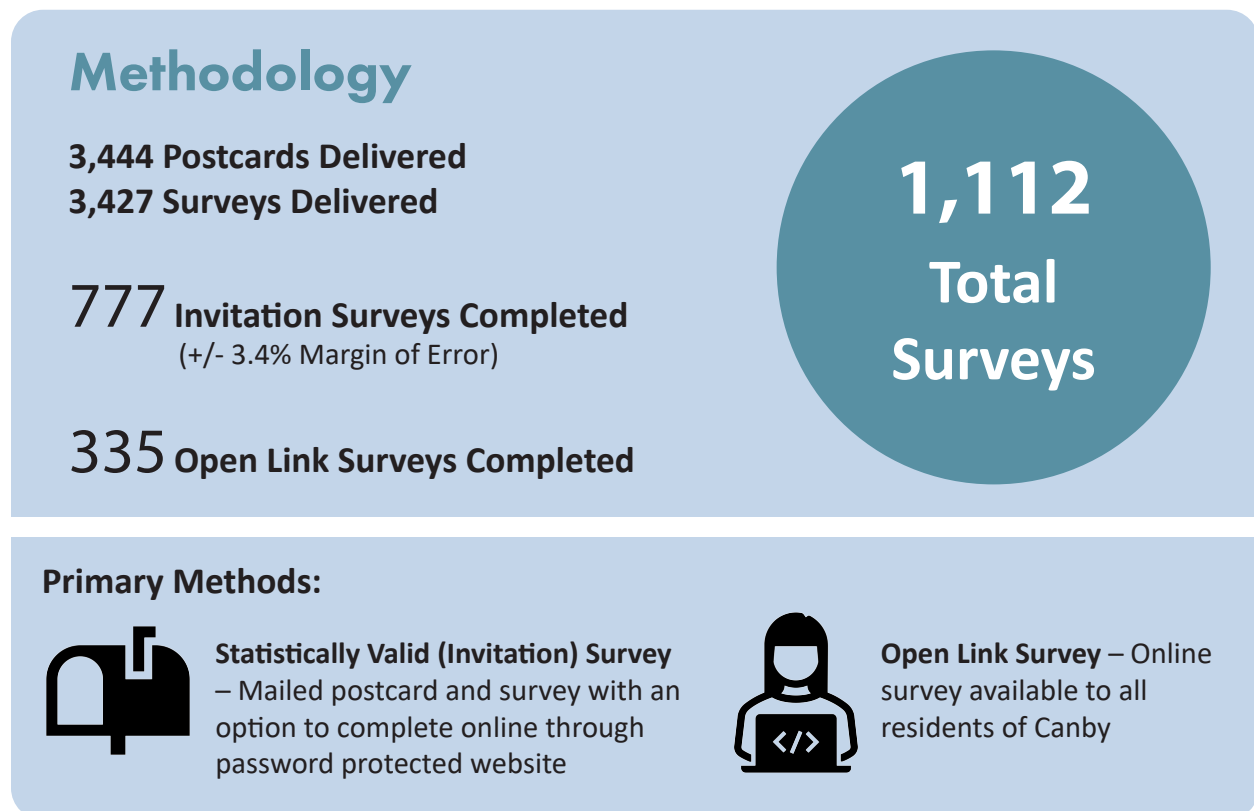 Methodology
3,444 Postcards Delivered
3,427 Surveys Delivered
777 Invitation Surveys Completed
(+/- 3.4% Margin of Error)
335 Open Link Surveys Completed
1,112
Total
Surveys
Primary Methods:
Statistically Valid (Invitation) Survey
– Mailed postcard and survey with an
option to complete online through
password protected website
</>
Open Link Survey – Online
survey available to all
residents of Canby